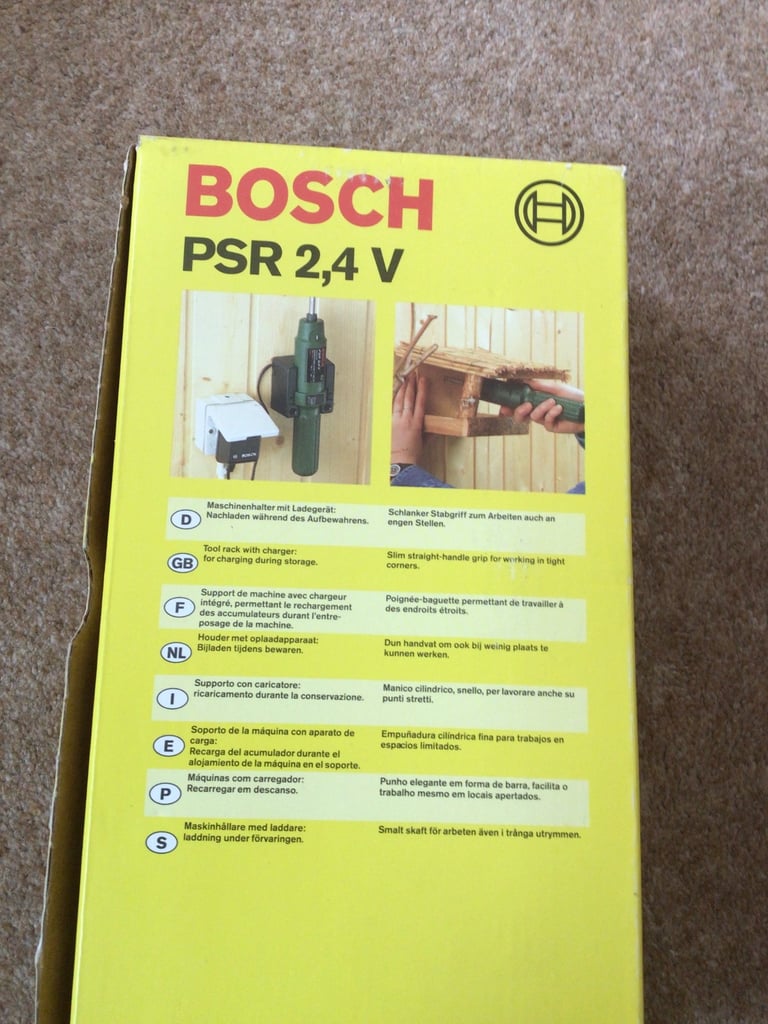 BOSCH
PSR 2,4 V
BOSCH
D
Maschinenhalter mit Ladegerät:
Nachladen während des Aufbewahrens.
Schlanker Stabgriff zum Arbeiten auch an
engen Stellen.
GB
Tool rack with charger:
for charging during storage.
Slim straight-handle grip for working in tight
corners.
F
Support de machine avec chargeur
intégré, permettant le rechargement
des accumulateurs durant l'entre-
posage de la machine.
Poignée-baguette permettant de travailler à
des endroits étroits.
NL
Houder met oplaadapparaat:
Bijladen tijdens bewaren.
Dun handvat om ook bij weinig plaats te
kunnen werken.
I
Supporto con caricatore:
ricaricamento durante la conservazione.
Manico cilindrico, snello, per lavorare anche su
punti stretti.
E
Soporto de la máquina con aparato de
carga:
Recarga del acumulador durante el
alojamiento de la máquina en el soporte.
Empuñadura cilíndrica fina para trabajos en
espacios limitados.
P
Máquinas com carregador:
Recarregar em descanso.
Punho elegante em forma de barra, facilita o
trabalho mesmo em locais apertados.
S
Maskinhållare med laddare:
laddning under förvaringen.
Smalt skaft för arbeten även i trånga utrymmen.